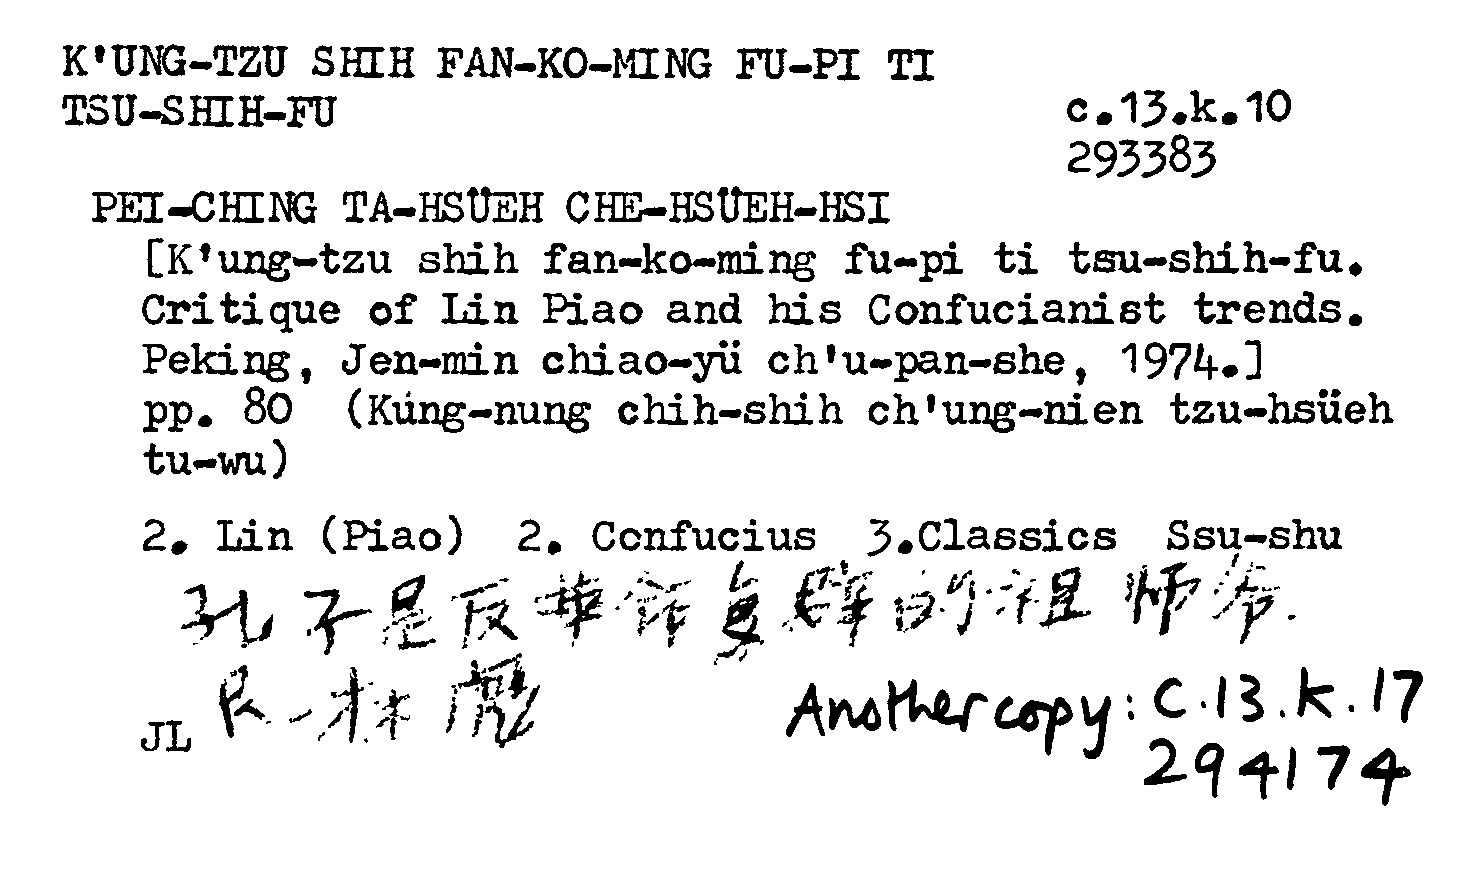 K'UNG-TZU SHIH FAN-KO-MING FU-PI TI
TSU-SHIH-FU
c.13.k.10
293383
PEI-CHING TA-HSÜEH CHE-HSÜEH-HSI
[K'ung-tzu shih fan-ko-ming fu-pi ti tsu-shih-fu.
Critique of Lin Piao and his Confucianist trends.
Peking, Jen-min chiao-yü ch'u-pan-she, 1974.]
pp. 80 (Kung-nung chih-shih ch'ung-nien tzu-hsüeh
tu-wu)
2. Lin (Piao) 2. Confucius 3.Classics Ssu-shu
孔子是反革命复辟的祖师爷.
R-林彪
JL
Another copy: C.13.k.17
294174